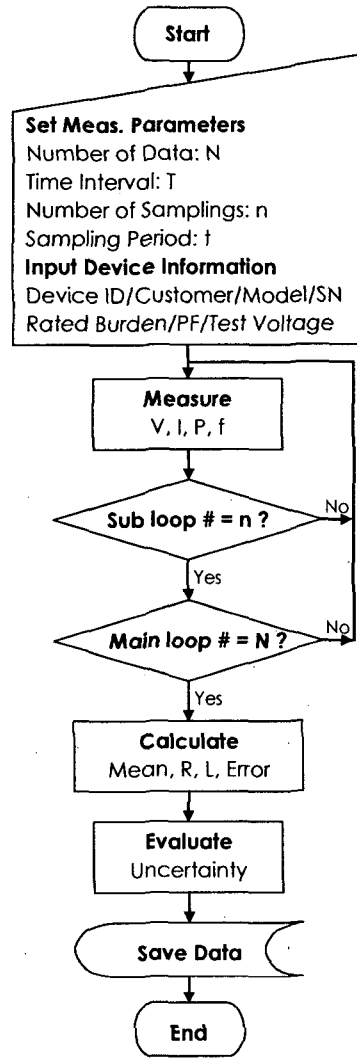 Start
Set Meas. Parameters
Number of Data: N
Time Interval: T
Number of Samplings: n
Sampling Period: t
Input Device Information
Device ID/Customer/Model/SN
Rated Burden/PF/Test Voltage
Measure
V, I, P, f
Sub loop # = n ?
No
Yes
Main loop # = N ?
No
Yes
Calculate
Mean, R, L, Error
Evaluate
Uncertainty
Save Data
End